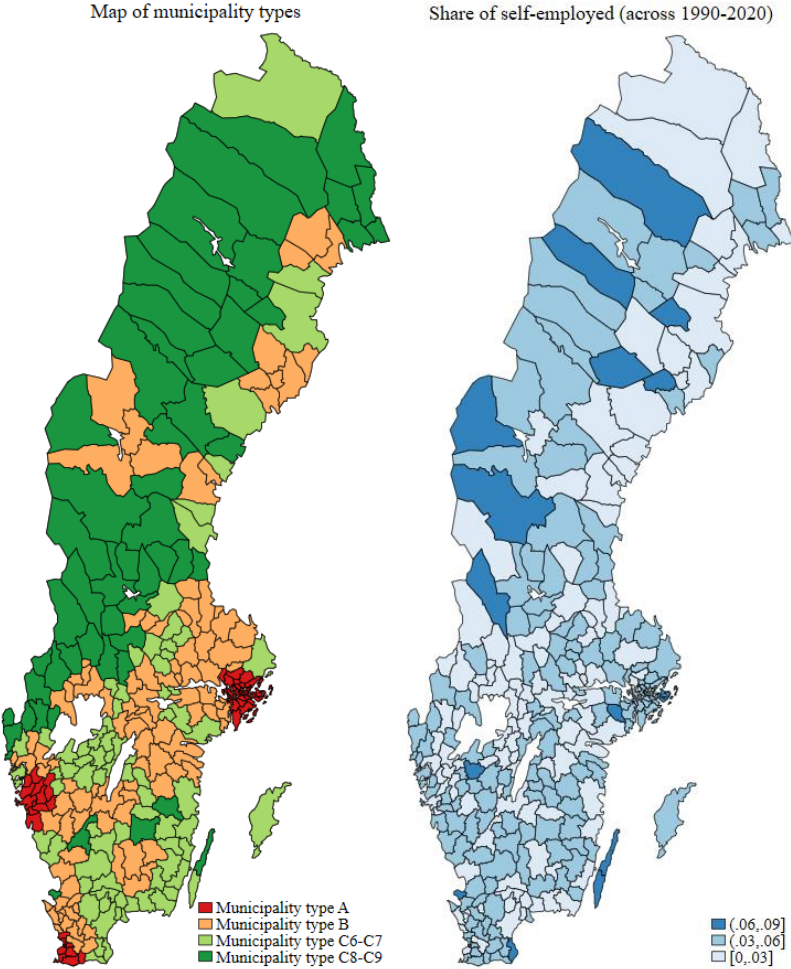 Map of municipality types
Share of self-employed (across 1990-2020)
Municipality type A
Municipality type B
Municipality type C6-C7
Municipality type C8-C9
(.06,.09]
(.03,.06]
[0,.03]